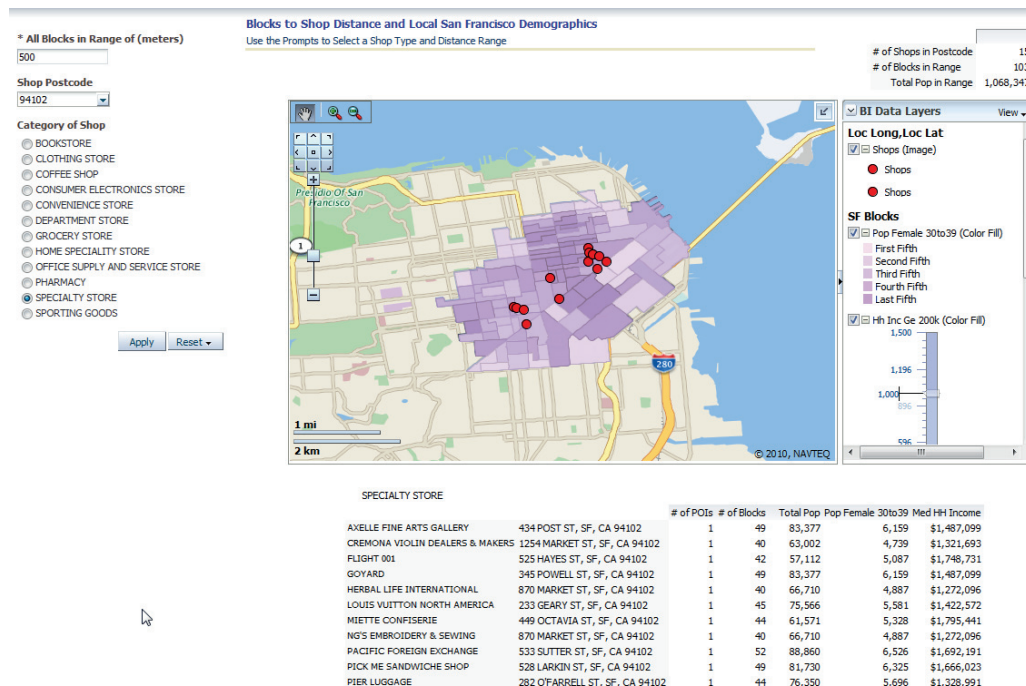 Blocks to Shop Distance and Local San Francisco Demographics
Use the Prompts to Select a Shop Type and Distance Range
* All Blocks in Range of (meters)
500
Shop Postcode
94102
Category of Shop
BOOKSTORE
CLOTHING STORE
COFFEE SHOP
CONSUMER ELECTRONICS STORE
CONVENIENCE STORE
DEPARTMENT STORE
GROCERY STORE
HOME SPECIALITY STORE
OFFICE SUPPLY AND SERVICE STORE
PHARMACY
SPECIALTY STORE
SPORTING GOODS
Apply Reset
# of Shops in Postcode 15
# of Blocks in Range 103
Total Pop in Range 1,068,347
Presidio Of San
Francisco
1
280
1 mi
2 km
© 2010, NAVTEQ
BI Data Layers View
Loc Long,Loc Lat
Shops (Image)
Shops
Shops
SF Blocks
Pop Female 30to39 (Color Fill)
First Fifth
Second Fifth
Third Fifth
Fourth Fifth
Last Fifth
Hh Inc Ge 200k (Color Fill)
1,500
1,196
1,000
896
596
SPECIALTY STORE
# of POIs # of Blocks Total Pop Pop Female 30to39 Med HH Income
AXELLE FINE ARTS GALLERY 434 POST ST, SF, CA 94102 1 49 83,377 6,159 $1,487,099
CREMONA VIOLIN DEALERS & MAKERS 1254 MARKET ST, SF, CA 94102 1 40 63,002 4,739 $1,321,693
FLIGHT 001 525 HAYES ST, SF, CA 94102 1 42 57,112 5,087 $1,748,731
GOYARD 345 POWELL ST, SF, CA 94102 1 49 83,377 6,159 $1,487,099
HERBAL LIFE INTERNATIONAL 870 MARKET ST, SF, CA 94102 1 40 66,710 4,887 $1,272,096
LOUIS VUITTON NORTH AMERICA 233 GEARY ST, SF, CA 94102 1 45 75,566 5,581 $1,422,572
MIETTE CONFISERIE 449 OCTAVIA ST, SF, CA 94102 1 44 61,571 5,328 $1,795,441
NG'S EMBROIDERY & SEWING 870 MARKET ST, SF, CA 94102 1 40 66,710 4,887 $1,272,096
PACIFIC FOREIGN EXCHANGE 533 SUTTER ST, SF, CA 94102 1 52 88,860 6,526 $1,692,191
PICK ME SANDWICHE SHOP 528 LARKIN ST, SF, CA 94102 1 49 81,730 6,325 $1,666,023
PIER LUGGAGE 282 O'FARRELL ST, SF, CA 94102 1 44 76,350 5,696 $1,328,991